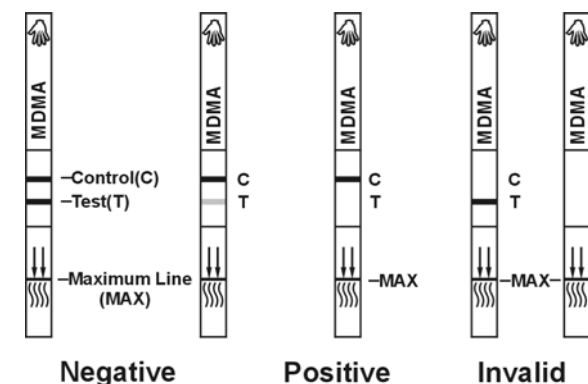 MDMA
MDMA
MDMA
MDMA
MDMA
Control(C)
Test(T)
C
T
C
T
C
T
Maximum Line
(MAX)
MAX
MAX
Negative
Positive
Invalid